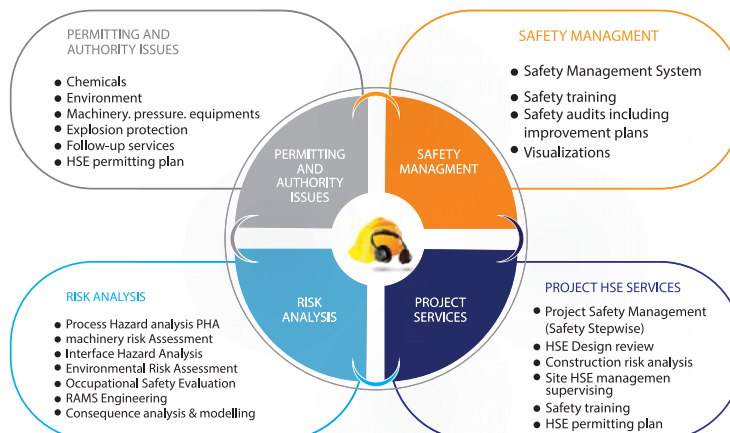 PERMITTING AND
AUTHORITY ISSUES
● Chemicals
● Environment
● Machinery. pressure. equipments
● Explosion protection
● Follow-up services
● HSE permitting plan
SAFETY MANAGMENT
● Safety Management System
● Safety training
● Safety audits including
improvement plans
● Visualizations
PERMITTING
AND
AUTHORITY
ISSUES
SAFETY
MANAGMENT
RISK
ANALYSIS
PROJECT
SERVICES
RISK ANALYSIS
● Process Hazard analysis PHA
● machinery risk Assessment
● Interface Hazard Analysis
● Environmental Risk Assessment
● Occupational Safety Evaluation
● RAMS Engineering
● Consequence analysis & modelling
PROJECT HSE SERVICES
● Project Safety Management
(Safety Stepwise)
● HSE Design review
● Construction risk analysis
● Site HSE managemen
supervising
● Safety training
● HSE permitting plan